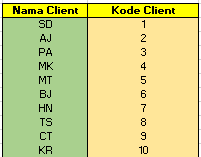 Nama Client Kode Client
SD 1
AJ 2
PA 3
MK 4
MT 5
BJ 6
HN 7
TS 8
CT 9
KR 10